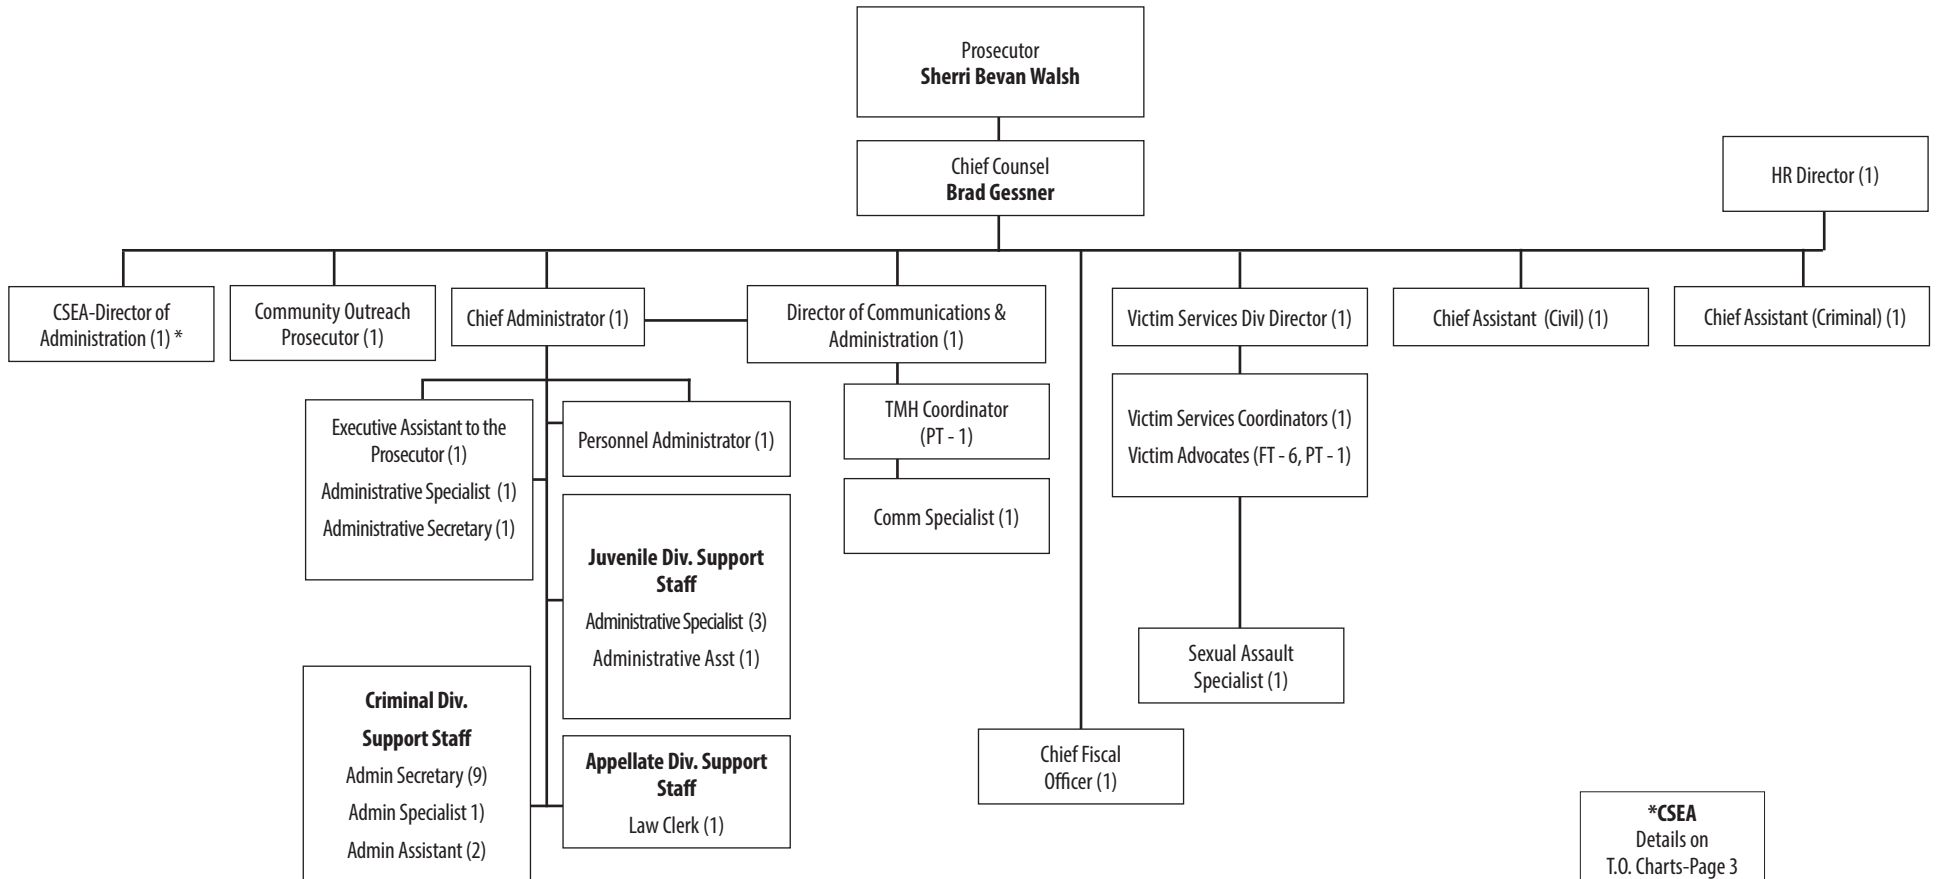 Prosecutor
Sherri Bevan Walsh
Chief Counsel
Brad Gessner
HR Director (1)
CSEA-Director of
Administration (1) *
Community Outreach
Prosecutor (1)
Chief Administrator (1)
Director of Communications &
Administration (1)
Victim Services Div Director (1)
Chief Assistant (Civil) (1)
Chief Assistant (Criminal) (1)
Executive Assistant to the
Prosecutor (1)
Administrative Specialist (1)
Administrative Secretary (1)
Personnel Administrator (1)
TMH Coordinator
(PT - 1)
Comm Specialist (1)
Victim Services Coordinators (1)
Victim Advocates (FT - 6, PT - 1)
Juvenile Div. Support
Staff
Administrative Specialist (3)
Administrative Asst (1)
Sexual Assault
Specialist (1)
Criminal Div.
Support Staff
Admin Secretary (9)
Admin Specialist 1)
Admin Assistant (2)
Appellate Div. Support
Staff
Law Clerk (1)
Chief Fiscal
Officer (1)
*CSEA
Details on
T.O. Charts-Page 3